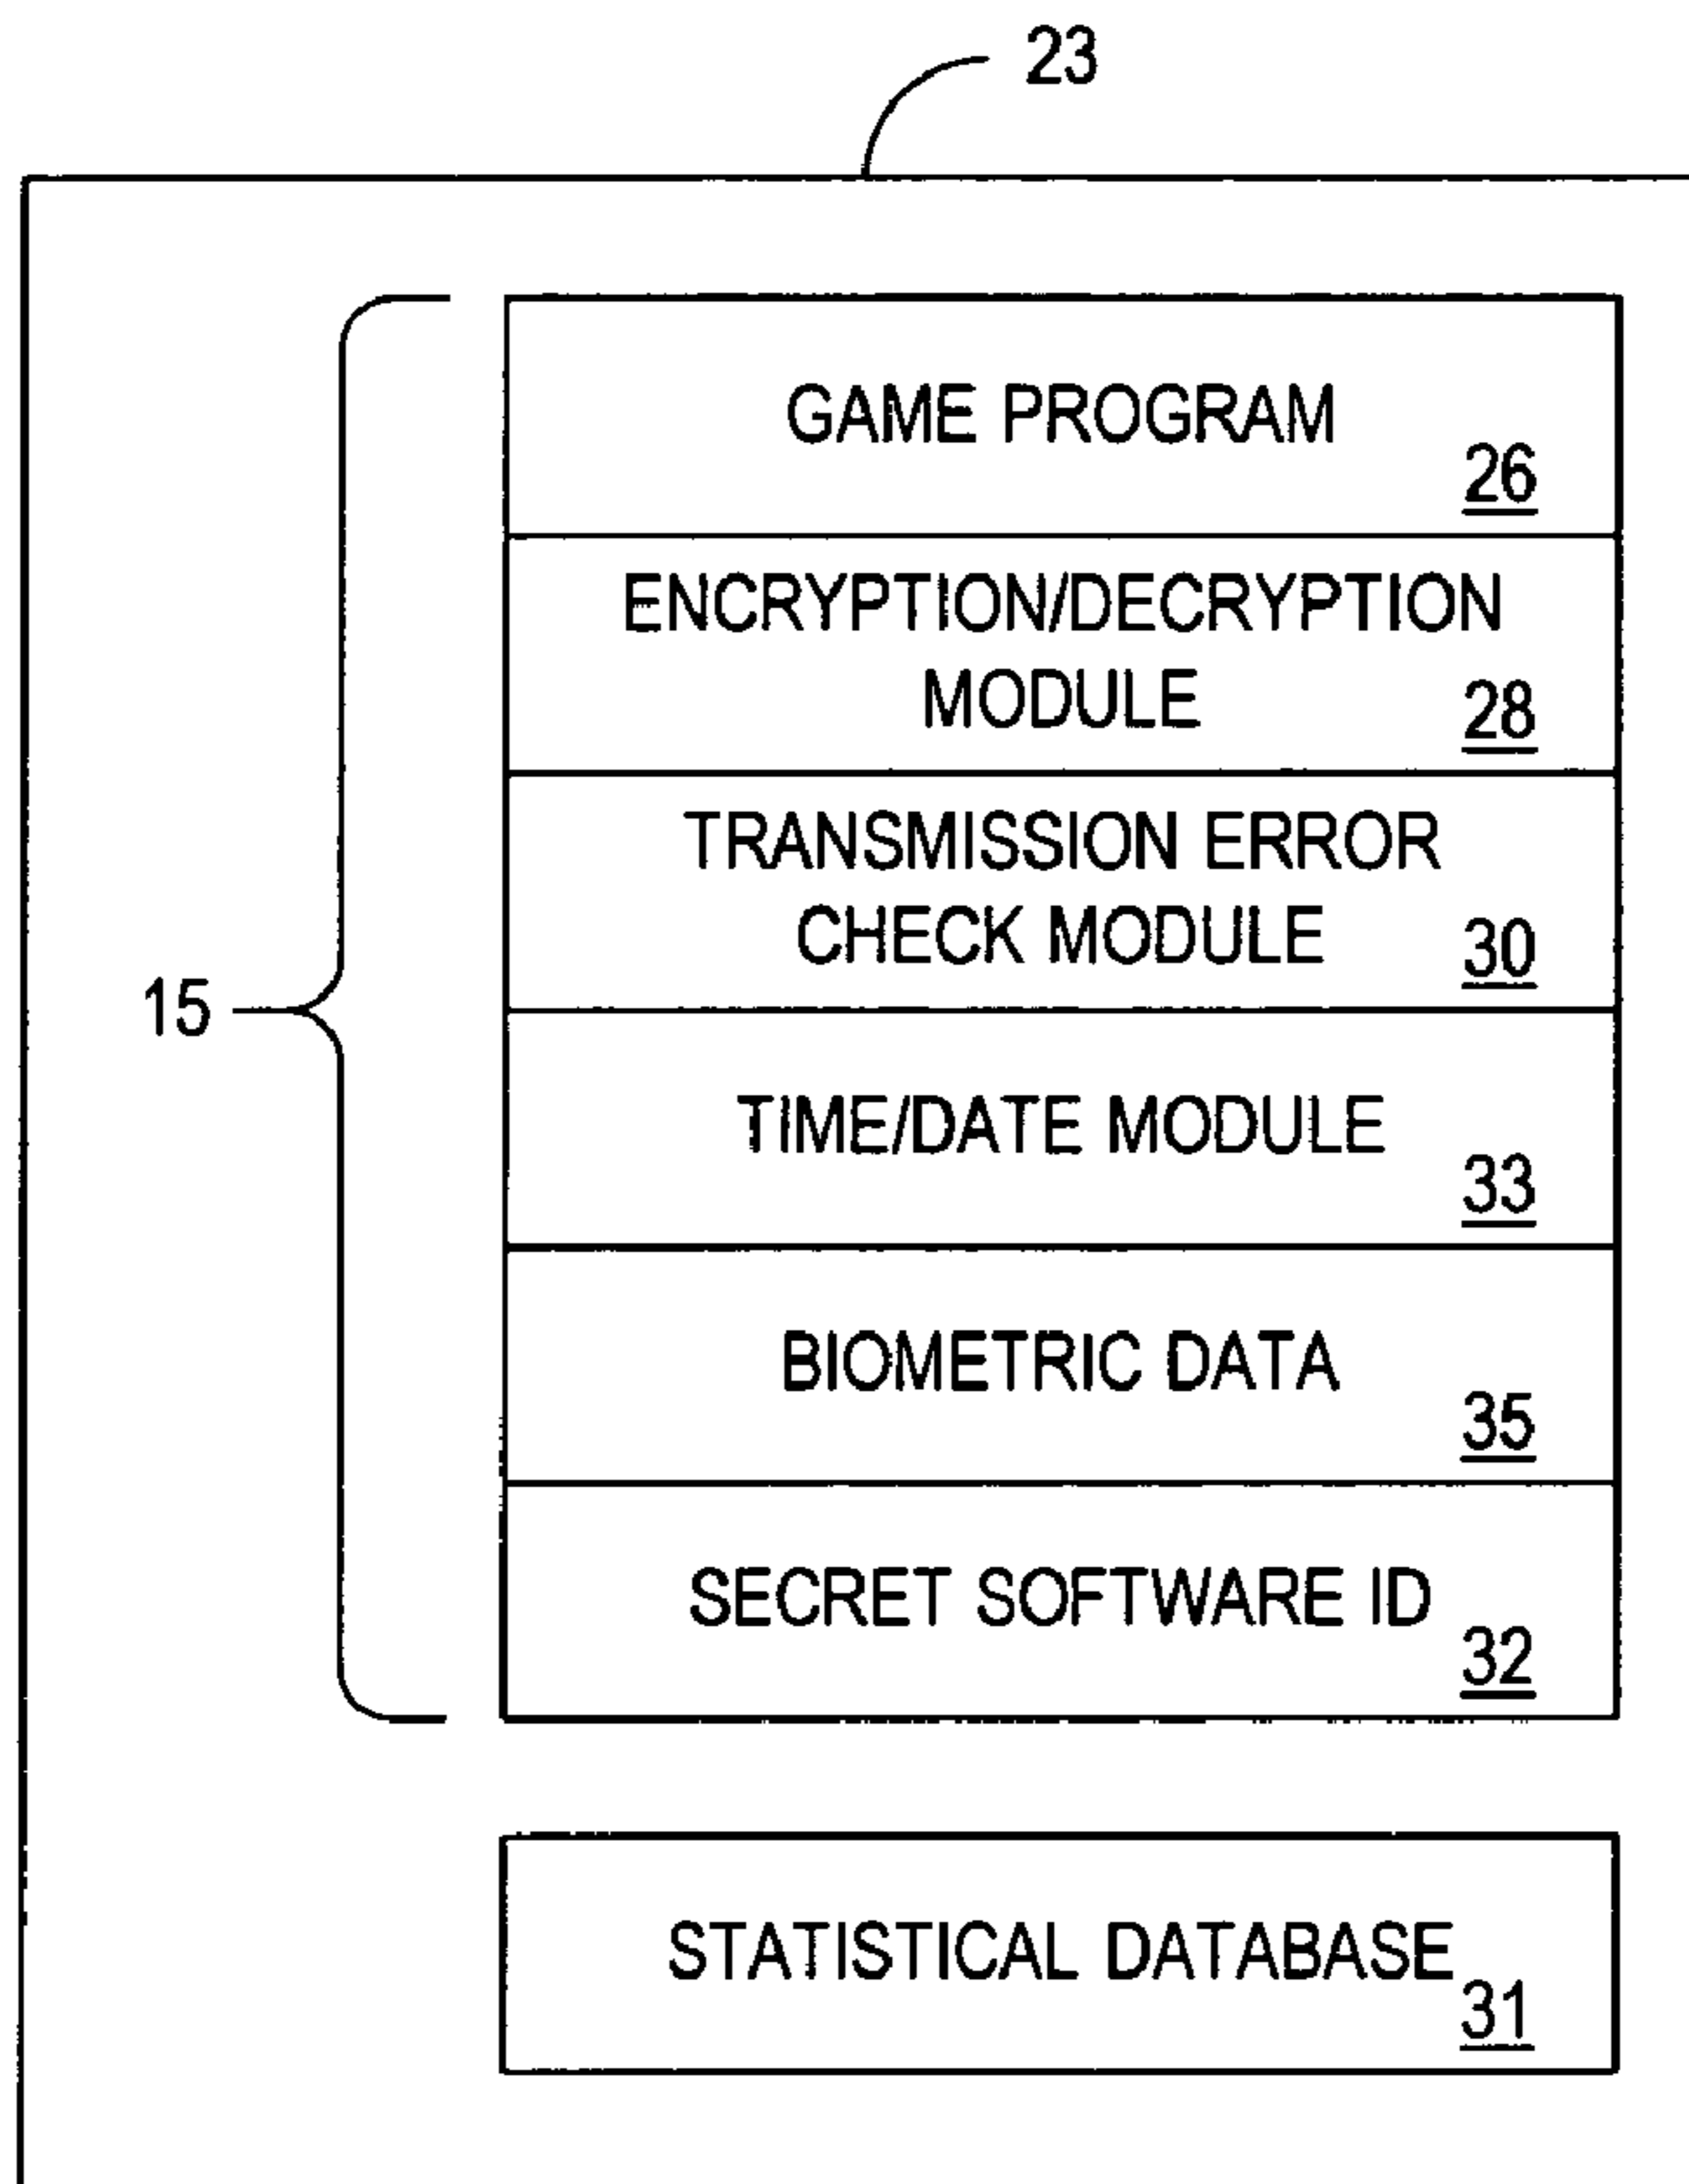 23
GAME PROGRAM
26
ENCRYPTION/DECRYPTION
MODULE
28
TRANSMISSION ERROR
CHECK MODULE
30
15
TIME/DATE MODULE
33
BIOMETRIC DATA
35
SECRET SOFTWARE ID
32
STATISTICAL DATABASE
31